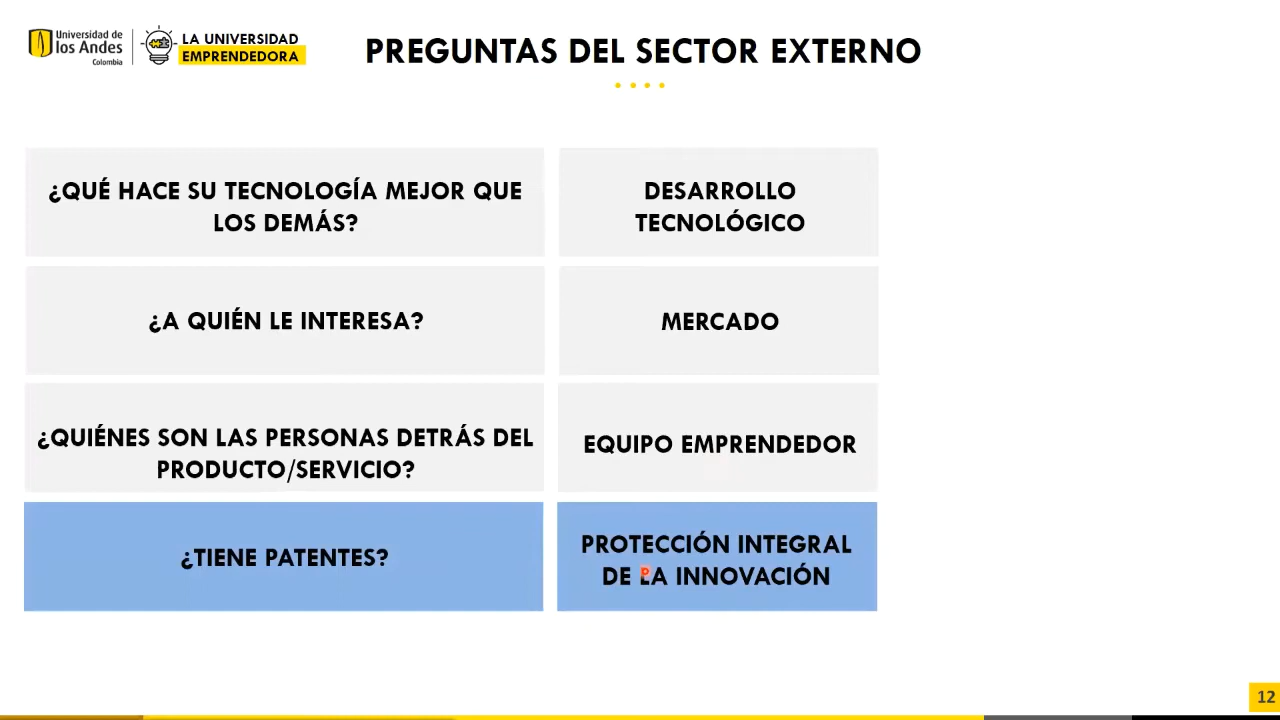 Universidad de
los Andes
Colombia
LA UNIVERSIDAD
EMPRENDEDORA
PREGUNTAS DEL SECTOR EXTERNO
¿QUÉ HACE SU TECNOLOGÍA MEJOR QUE
LOS DEMÁS?
DESARROLLO
TECNOLÓGICO
¿A QUIÉN LE INTERESA?
MERCADO
¿QUIÉNES SON LAS PERSONAS DETRÁS DEL
PRODUCTO/SERVICIO?
EQUIPO EMPRENDEDOR
¿TIENE PATENTES?
PROTECCIÓN INTEGRAL
DE LA INNOVACIÓN
12